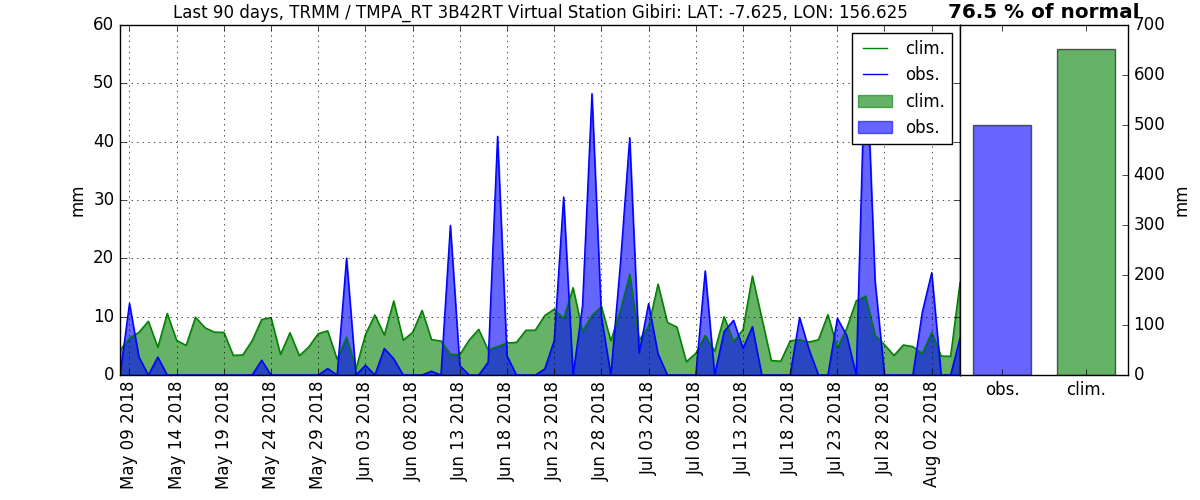 Last 90 days, TRMM / TMPA_RT 3B42RT Virtual Station Gibiri: LAT: -7.625, LON: 156.625
76.5 % of normal
60
50
40
30
20
10
0
mm
clim.
obs.
clim.
obs.
May 09 2018
May 14 2018
May 19 2018
May 24 2018
May 29 2018
Jun 03 2018
Jun 08 2018
Jun 13 2018
Jun 18 2018
Jun 23 2018
Jun 28 2018
Jul 03 2018
Jul 08 2018
Jul 13 2018
Jul 18 2018
Jul 23 2018
Jul 28 2018
Aug 02 2018
700
600
500
400
300
200
100
0
mm
obs.
clim.